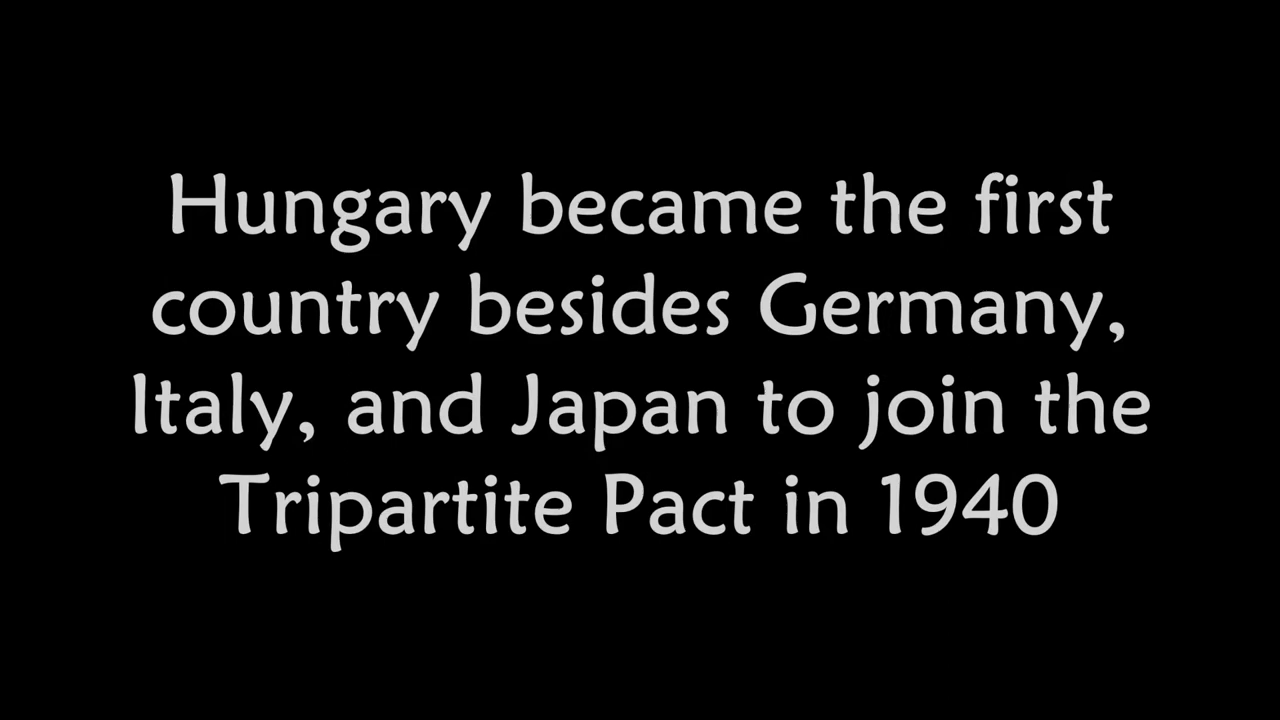 Hungary became the first
country besides Germany,
Italy, and Japan to join the
Tripartite Pact in 1940